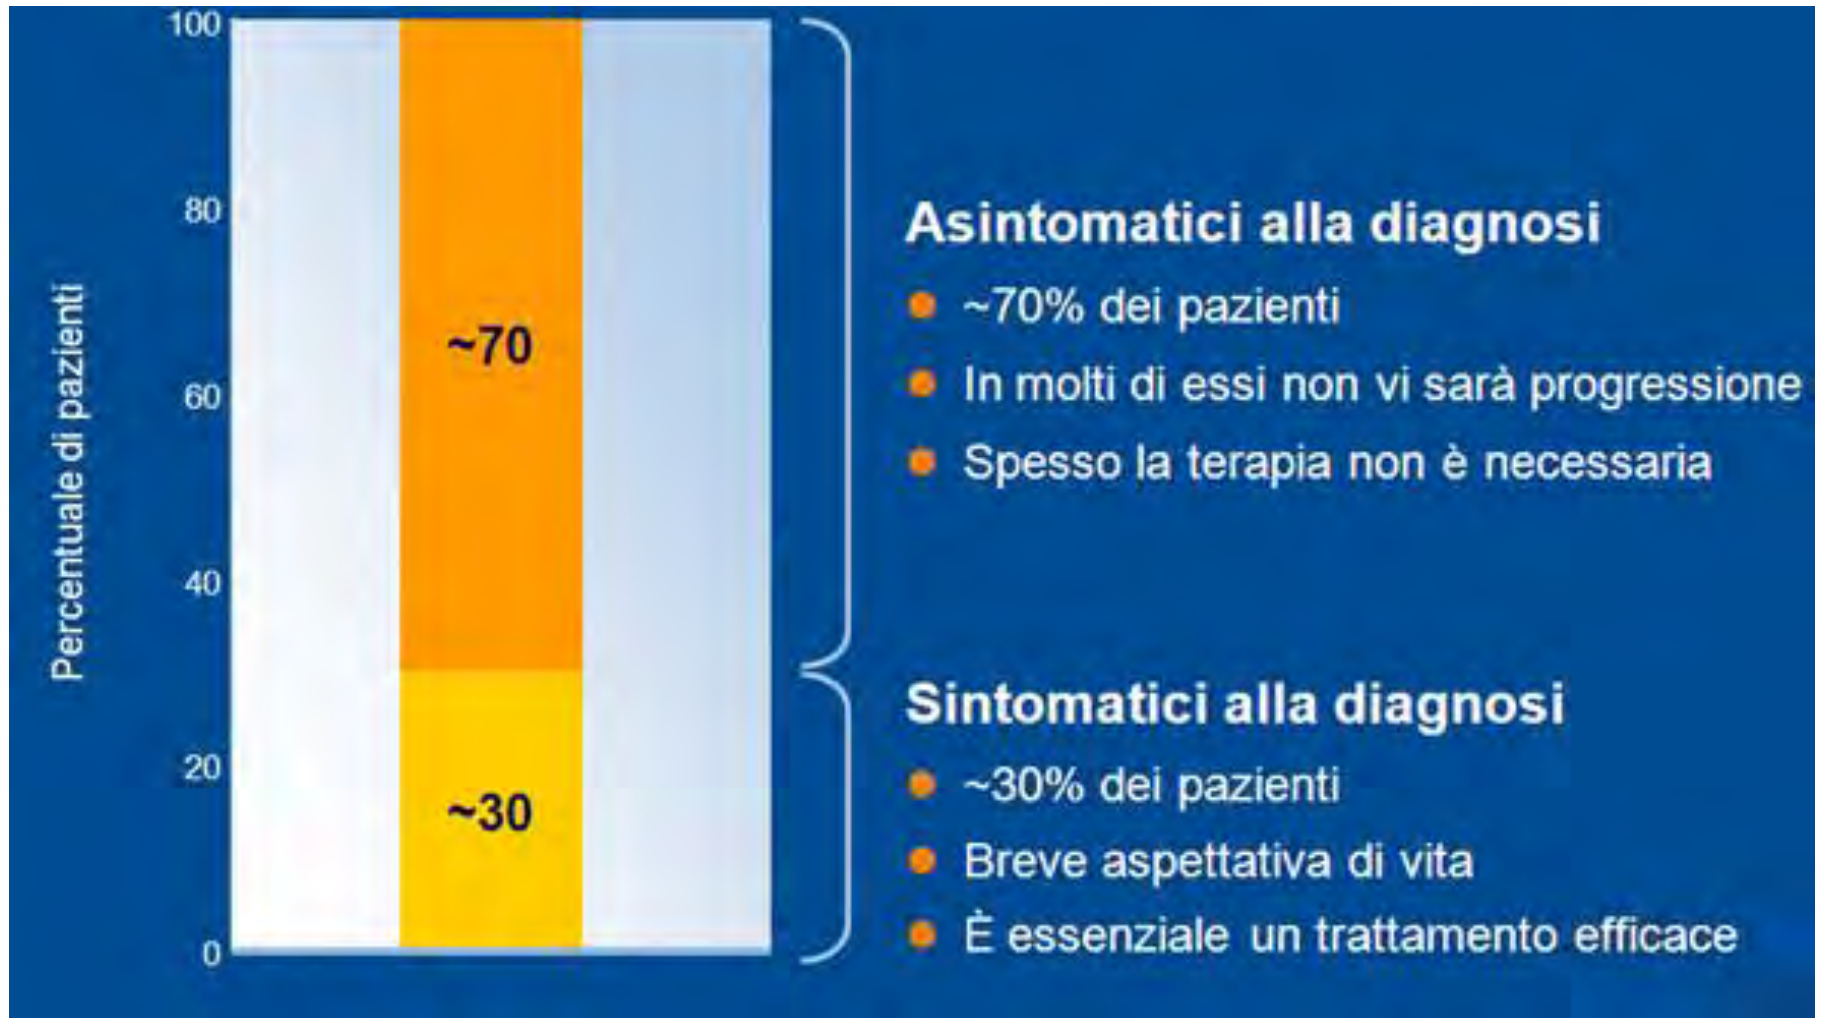 Percentuale di pazienti
100
80
60
40
20
0
~70
~30
Asintomatici alla diagnosi
~70% dei pazienti
In molti di essi non vi sarà progressione
Spesso la terapia non è necessaria
Sintomatici alla diagnosi
~30% dei pazienti
Breve aspettativa di vita
È essenziale un trattamento efficace